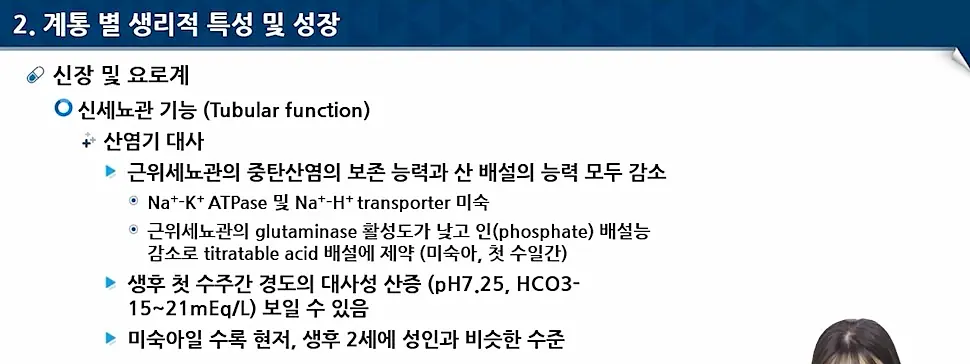 2. 계통 별 생리적 특성 및 성장
신장 및 요로계
신세뇨관 기능 (Tubular function)
산염기 대사
근위세뇨관의 중탄산염의 보존 능력과 산 배설의 능력 모두 감소
Na⁺-K⁺ ATPase 및 Na⁺-H⁺ transporter 미숙
근위세뇨관의 glutaminase 활성도가 낮고 인(phosphate) 배설능
감소로 titratable acid 배설에 제약 (미숙아, 첫 수일간)
생후 첫 수주간 경도의 대사성 산증 (pH7.25, HCO3-
15~21mEq/L) 보일 수 있음
미숙아일 수록 현저, 생후 2세에 성인과 비슷한 수준